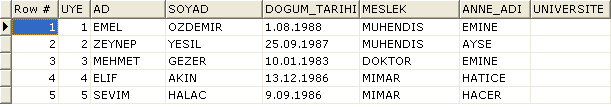 Row # UYE AD SOYAD DOGUM_TARIHI MESLEK ANNE_ADI UNIVERSITE
1 1 EMEL OZDEMIR 1.08.1988 MUHENDIS EMINE
2 2 ZEYNEP YESIL 25.09.1987 MUHENDIS AYSE
3 3 MEHMET GEZER 10.01.1983 DOKTOR EMINE
4 4 ELIF AKIN 13.12.1986 MIMAR HATICE
5 5 SEVIM HALAC 9.09.1986 MIMAR HACER